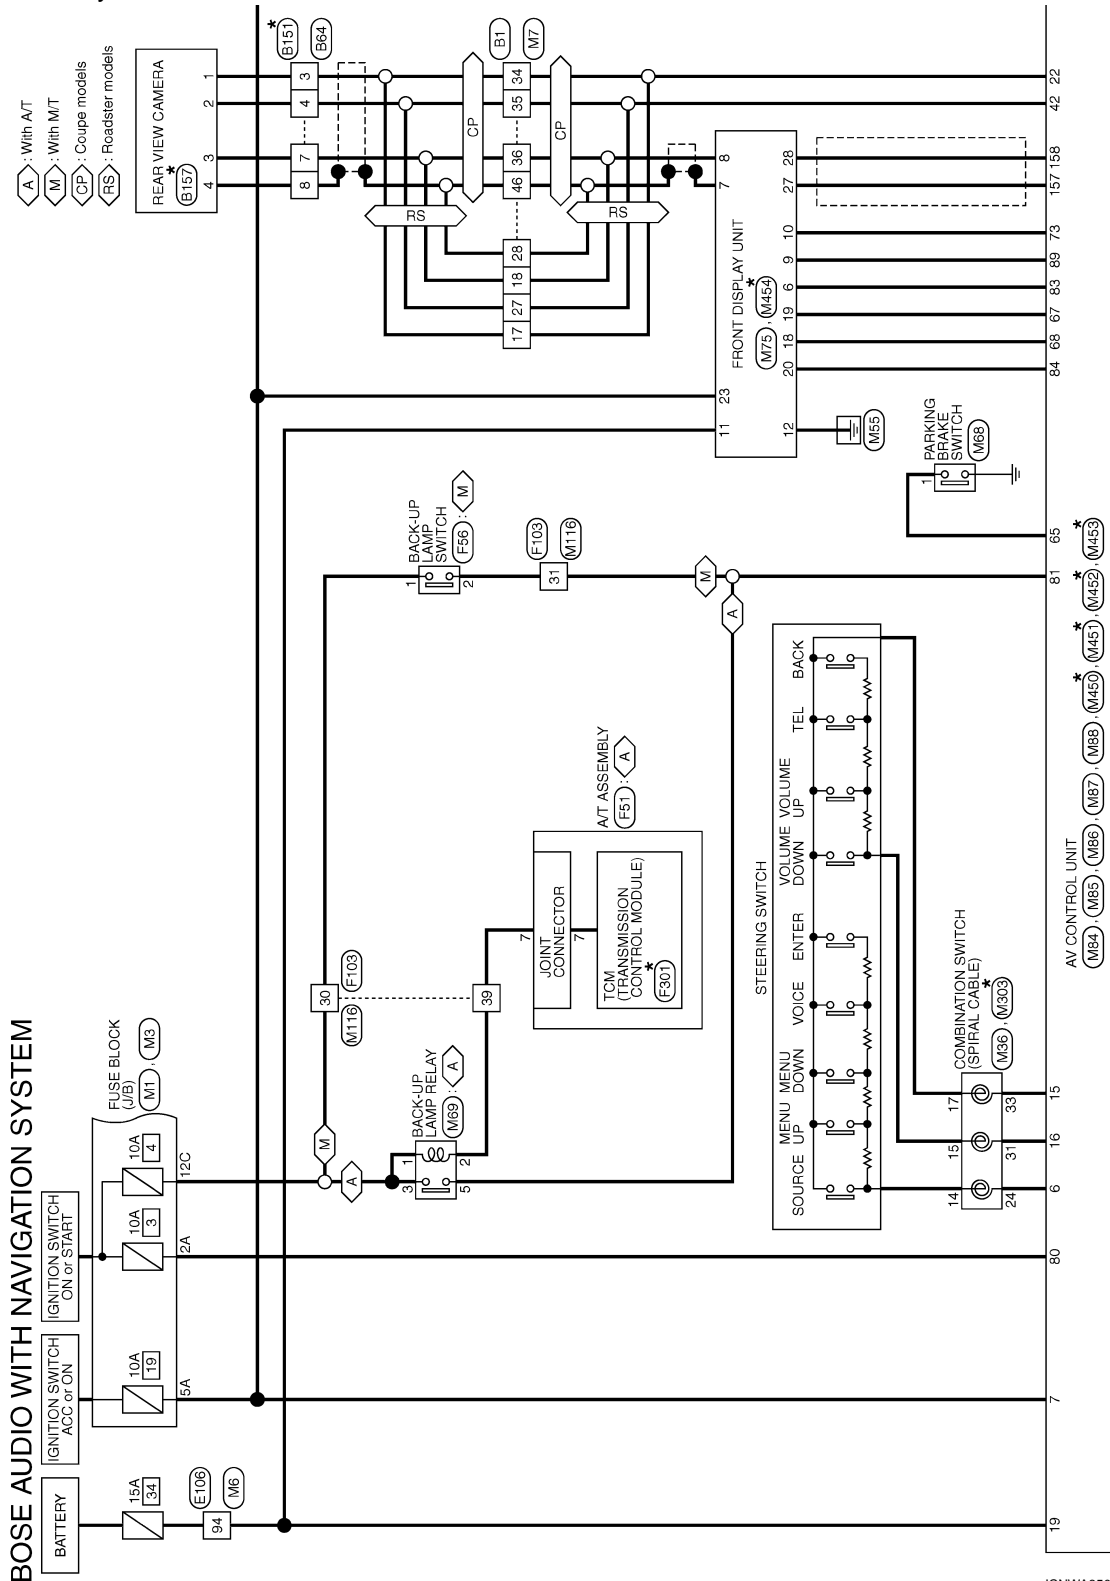 BOSE AUDIO WITH NAVIGATION SYSTEM
BATTERY
IGNITION SWITCH
ACC or ON
IGNITION SWITCH
ON or START
15A
34
10A
19
10A
3
10A
4
FUSE BLOCK
(J/B)
M1 , M3
E106
M6
94
5A
2A
12C
M
A
30
M116
F103
39
BACK-UP
LAMP RELAY
M69 : A
1
2
3
5
7
JOINT
CONNECTOR
7
TCM
(TRANSMISSION
CONTROL MODULE)
* F301
A/T ASSEMBLY
F51 : A
BACK-UP
LAMP
SWITCH
F56 : M
1
2
31
F103
M116
M
A
A : With A/T
M : With M/T
CP : Coupe models
RS : Roadster models
REAR VIEW CAMERA
* B157
1
2
3
4
* B151
B64
3
4
7
8
RS
CP
B1
M7
34
35
36
46
28
18
27
17
CP
RS
FRONT DISPLAY UNIT
M75 , * M454
8
7
23
11
28
27
10
9
6
19
18
20
12
M55
PARKING
BRAKE
SWITCH
M68
1
STEERING SWITCH
SOURCE
MENU
UP
MENU
DOWN
VOICE
ENTER
VOLUME
DOWN
VOLUME
UP
TEL
BACK
COMBINATION SWITCH
(SPIRAL CABLE)
M36 , * M303
14
15
17
24
31
33
19
7
80
6
16
15
81
65
84
68
67
83
89
73
157
158
42
22
AV CONTROL UNIT
M84 , M85 , M86 , M87 , M88 , * M450 , * M451 , * M452 , * M453